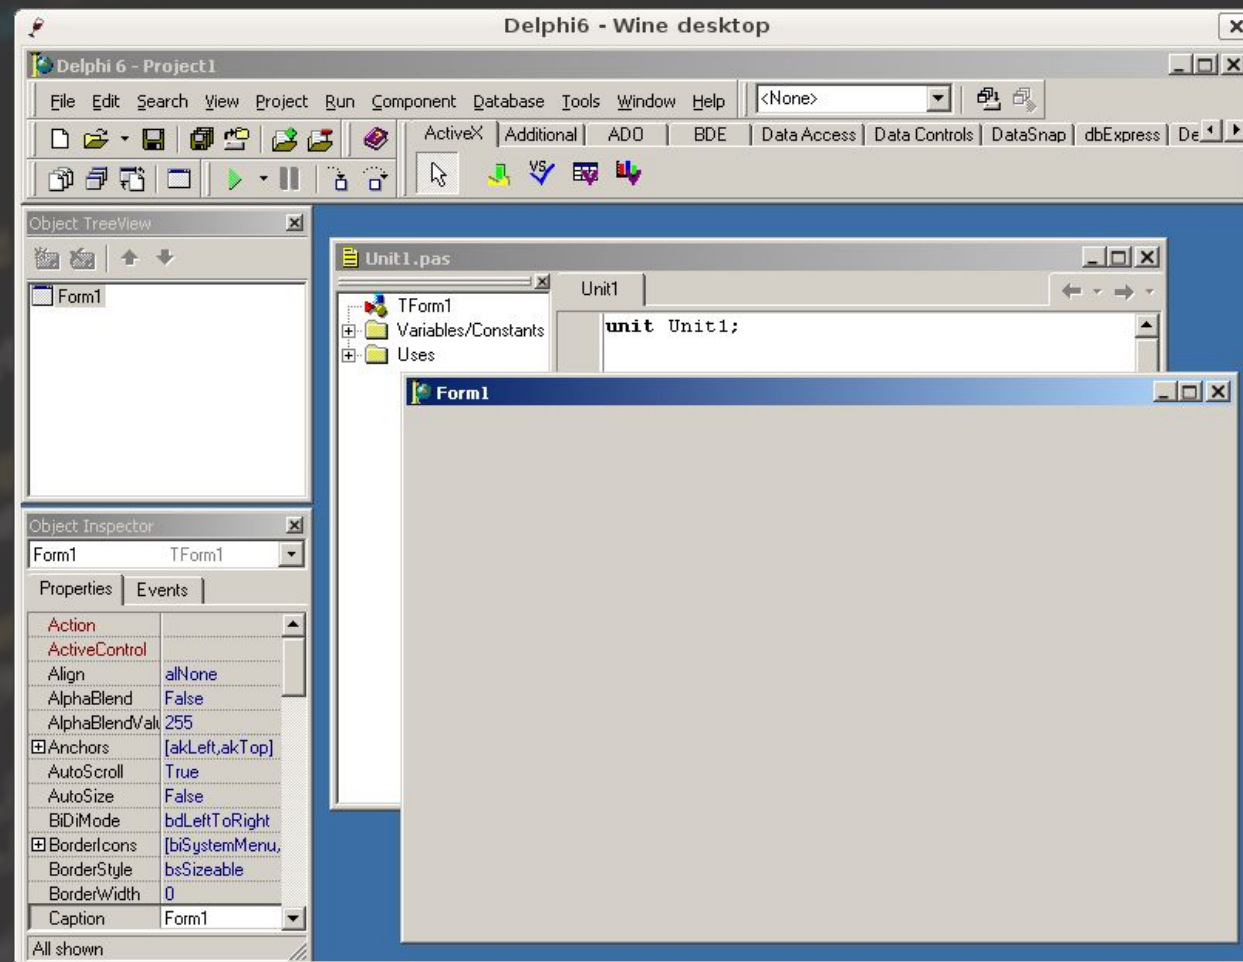 Delphi6 - Wine desktop
Delphi 6 - Project1
File Edit Search View Project Run Component Database Tools Window Help <None>
ActiveX Additional ADO BDE Data Access Data Controls DataSnap dbExpress De
VS
Object TreeView
Form1
Unit1.pas
TForm1
Variables/Constants
Uses
Unit1
unit Unit1;
Form1
Object Inspector
Form1 TForm1
Properties Events
Action
ActiveControl
Align alNone
AlphaBlend False
AlphaBlendValu 255
Anchors [akLeft,akTop]
AutoScroll True
AutoSize False
BiDiMode bdLeftToRight
BorderIcons [biSystemMenu,
BorderStyle bsSizeable
BorderWidth 0
Caption Form1
All shown